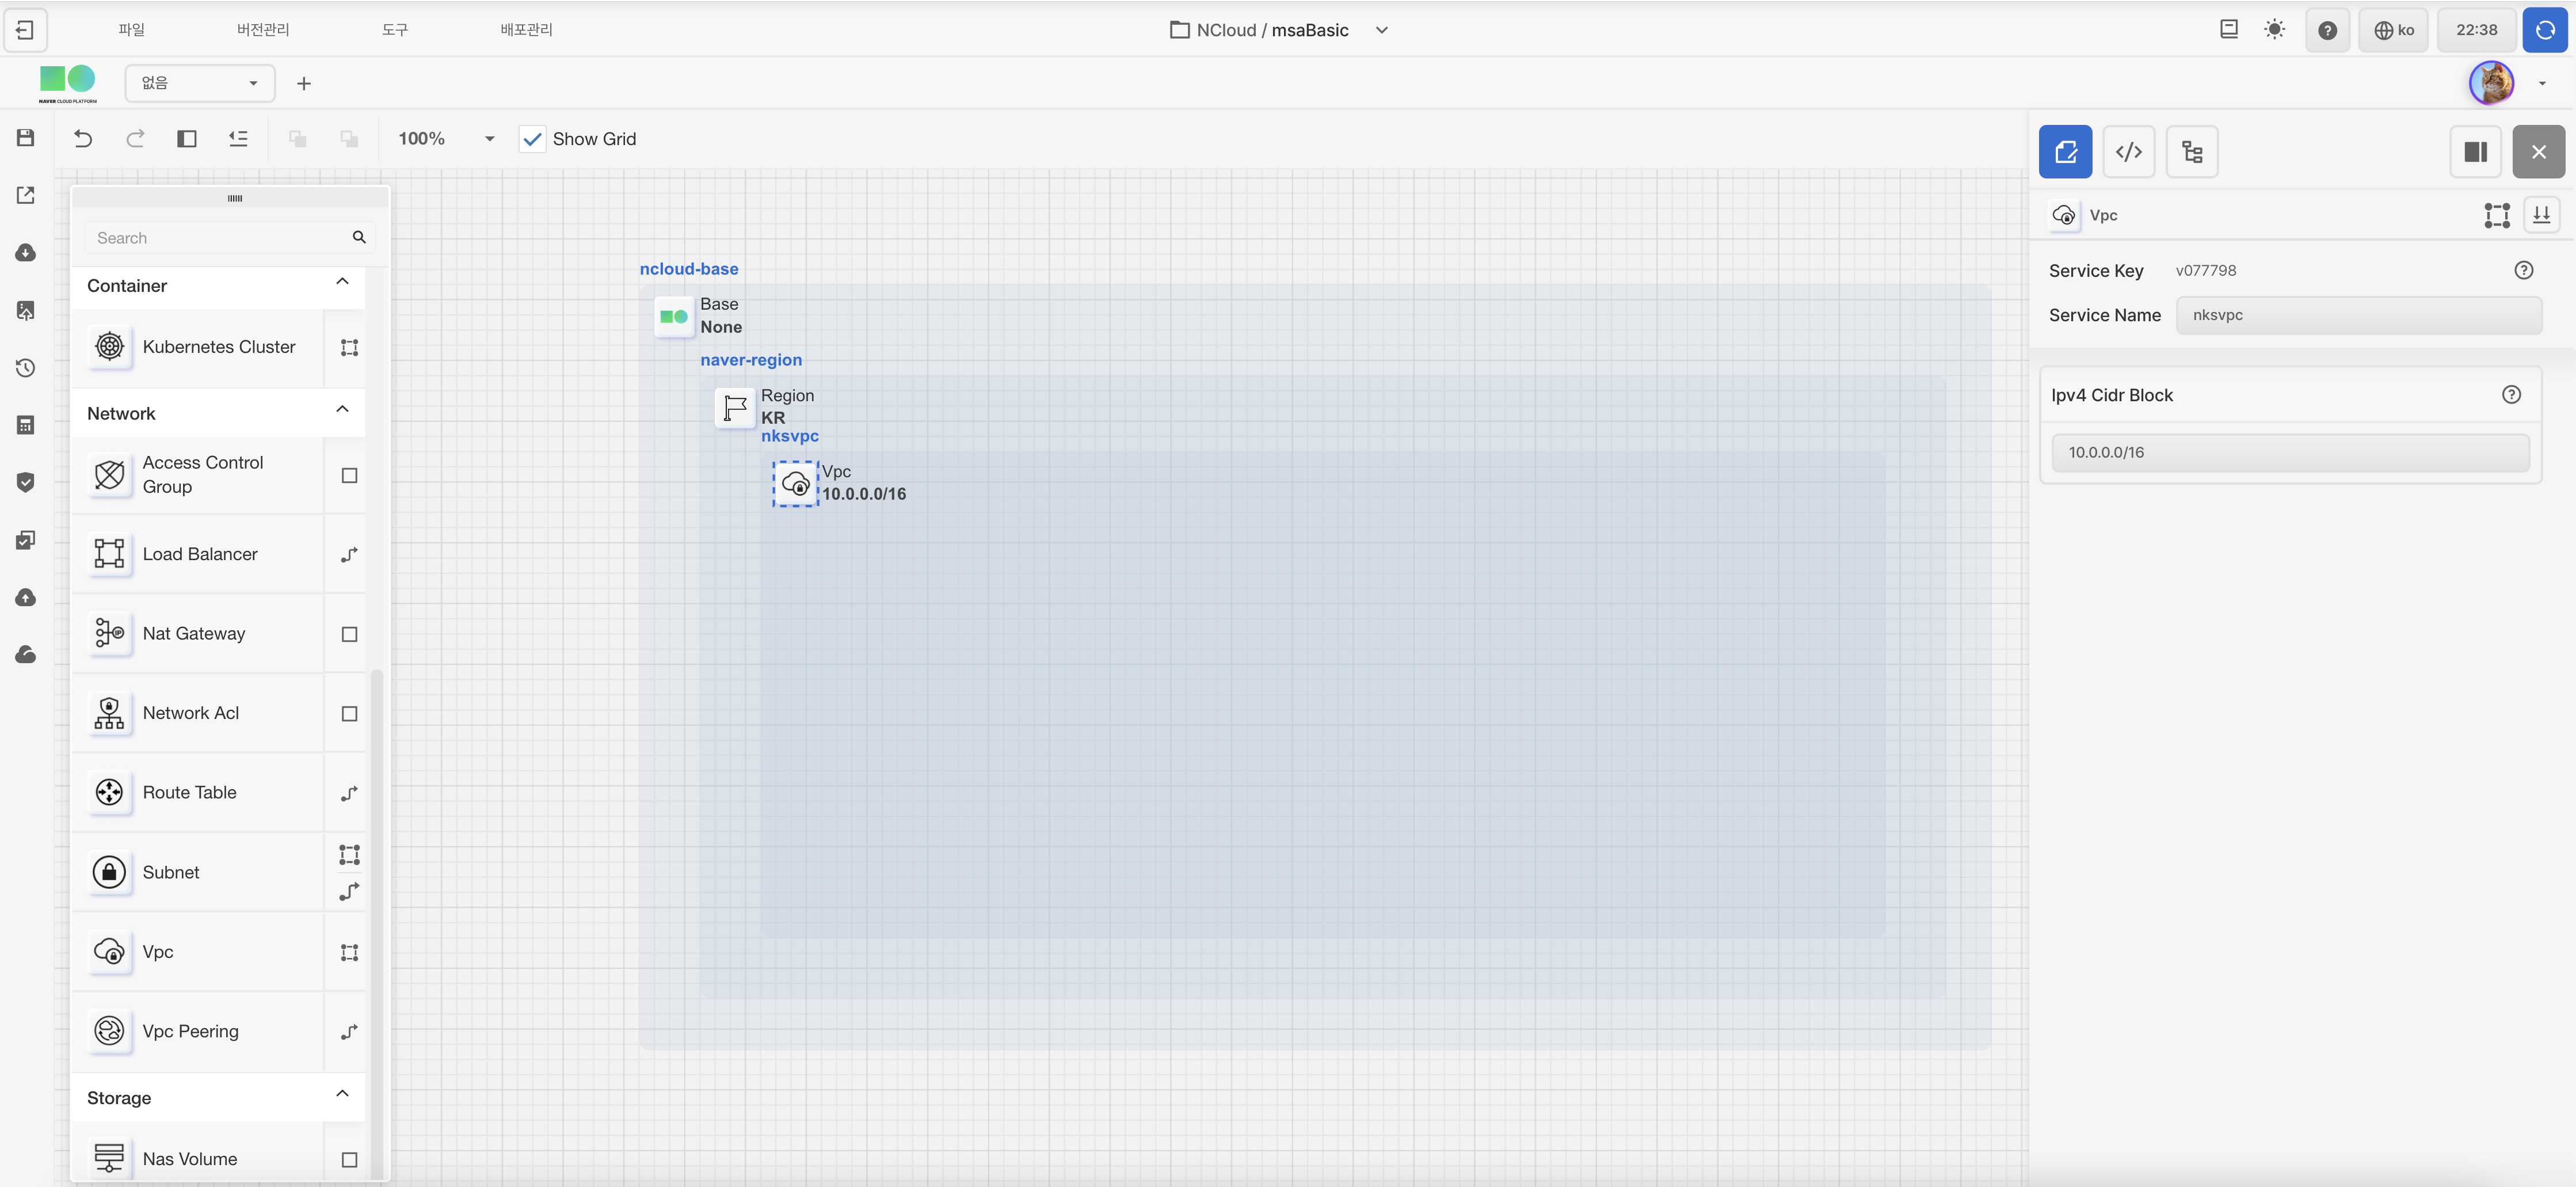 파일
버전관리
도구
배포관리
NCloud / msaBasic
ko
22:38
NAVER CLOUD PLATFORM
없음
100%
Show Grid
Search
Container
Kubernetes Cluster
Network
Access Control
Group
Load Balancer
Nat Gateway
Network Acl
Route Table
Subnet
Vpc
Vpc Peering
Storage
Nas Volume
ncloud-base
Base
None
naver-region
Region
KR
nksvpc
Vpc
10.0.0.0/16
Vpc
Service Key v077798
Service Name nksvpc
Ipv4 Cidr Block
10.0.0.0/16